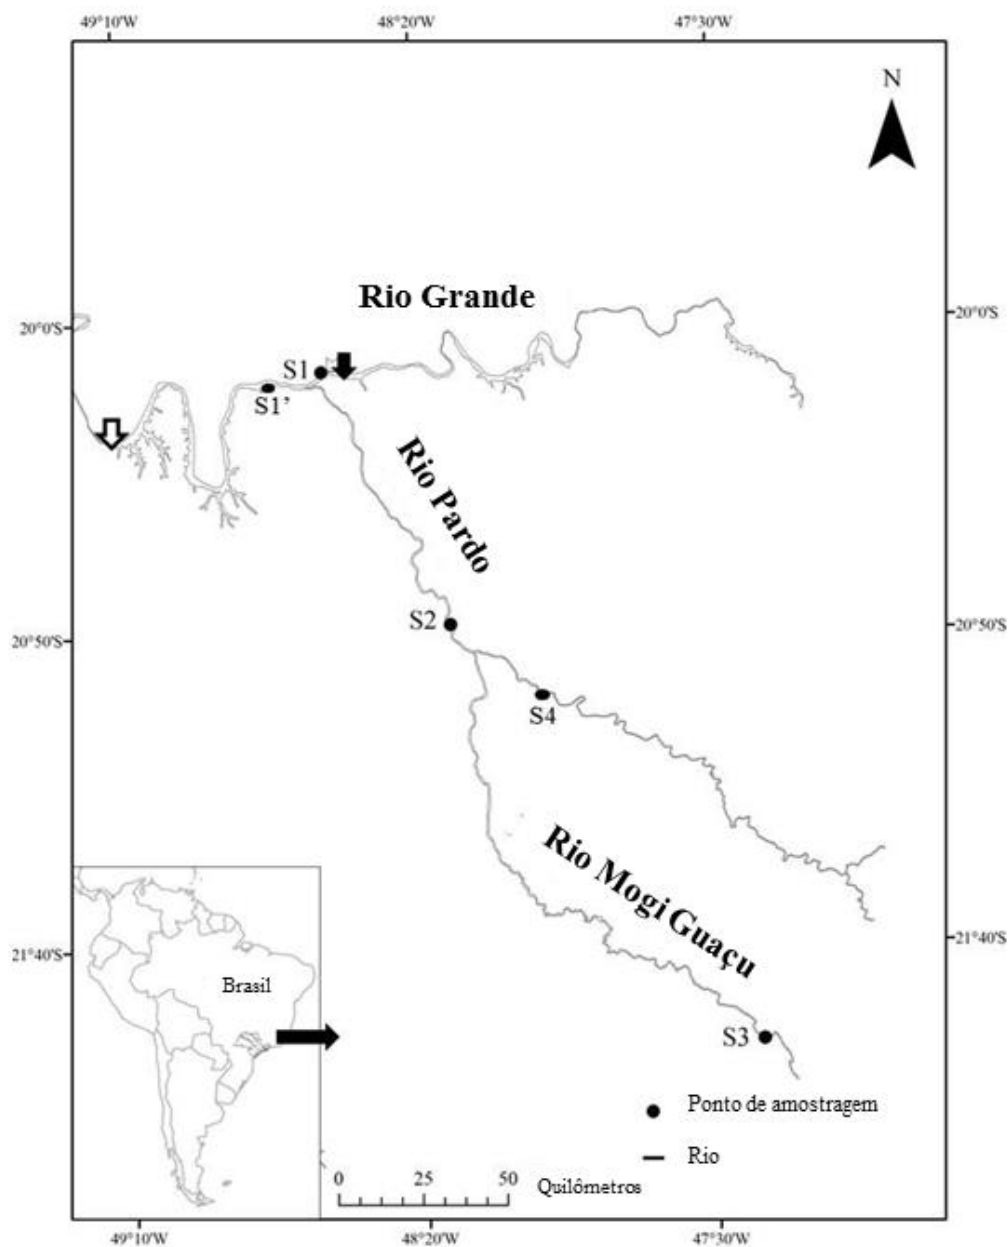 49°10'W 48°20'W 47°30'W
N
Rio Grande
20°0'S 20°0'S
S1
S1’
Rio Pardo
S2
20°50'S 20°50'S
S4
Rio Mogi Guaçu
21°40'S 21°40'S
Brasil
S3
Ponto de amostragem
Rio
0 25 50
Quilômetros
49°10'W 48°20'W 47°30'W